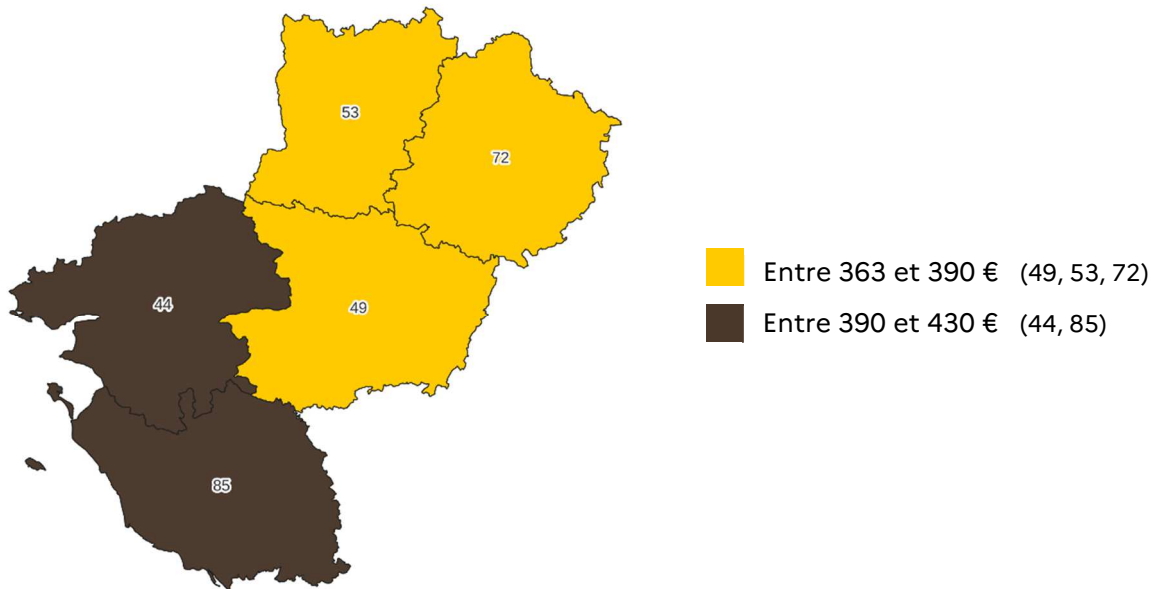 53
72
44
49
85
Entre 363 et 390 € (49, 53, 72)
Entre 390 et 430 € (44, 85)